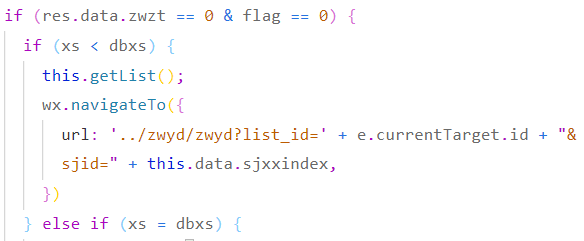 if (res.data.zwzt == 0 & flag == 0) {
if (xs < dbxs) {
this.getList();
wx.navigateTo({
url: '../zwyd/zwyd?list_id=' + e.currentTarget.id + "&
sjid=" + this.data.sjxxindex,
})
} else if (xs = dbxs) {